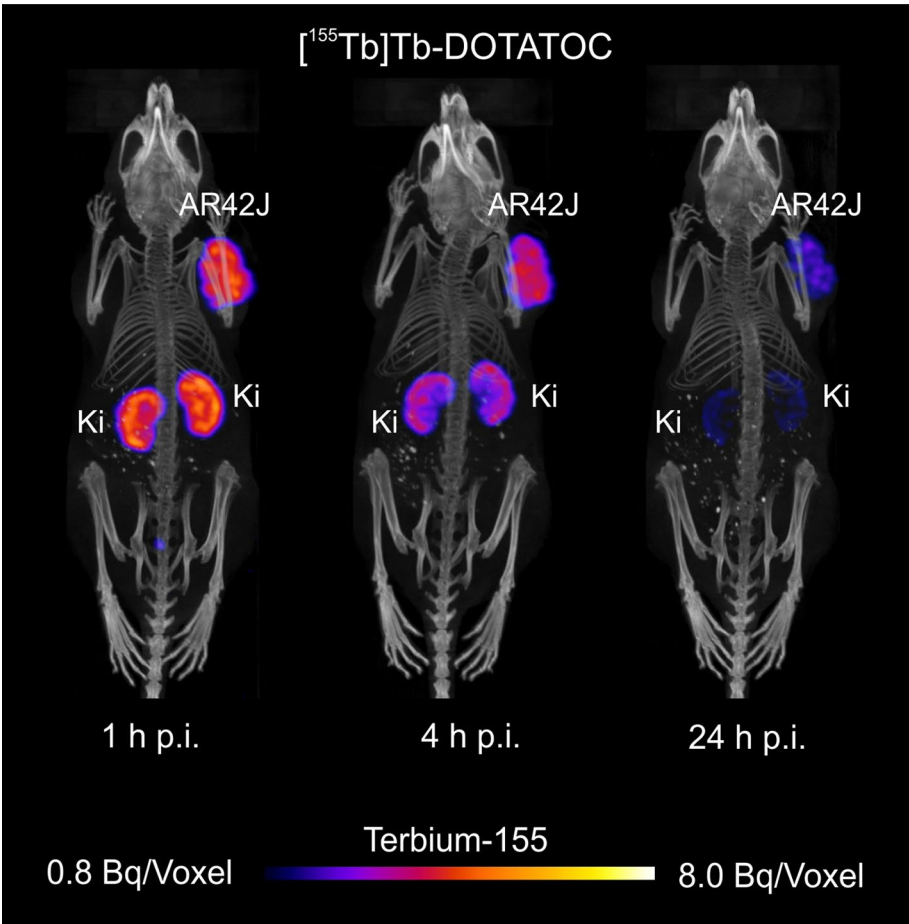 [¹⁵⁵Tb]Tb-DOTATOC
AR42J
AR42J
AR42J
Ki
Ki
Ki
Ki
Ki
Ki
1 h p.i.
4 h p.i.
24 h p.i.
Terbium-155
0.8 Bq/Voxel
8.0 Bq/Voxel